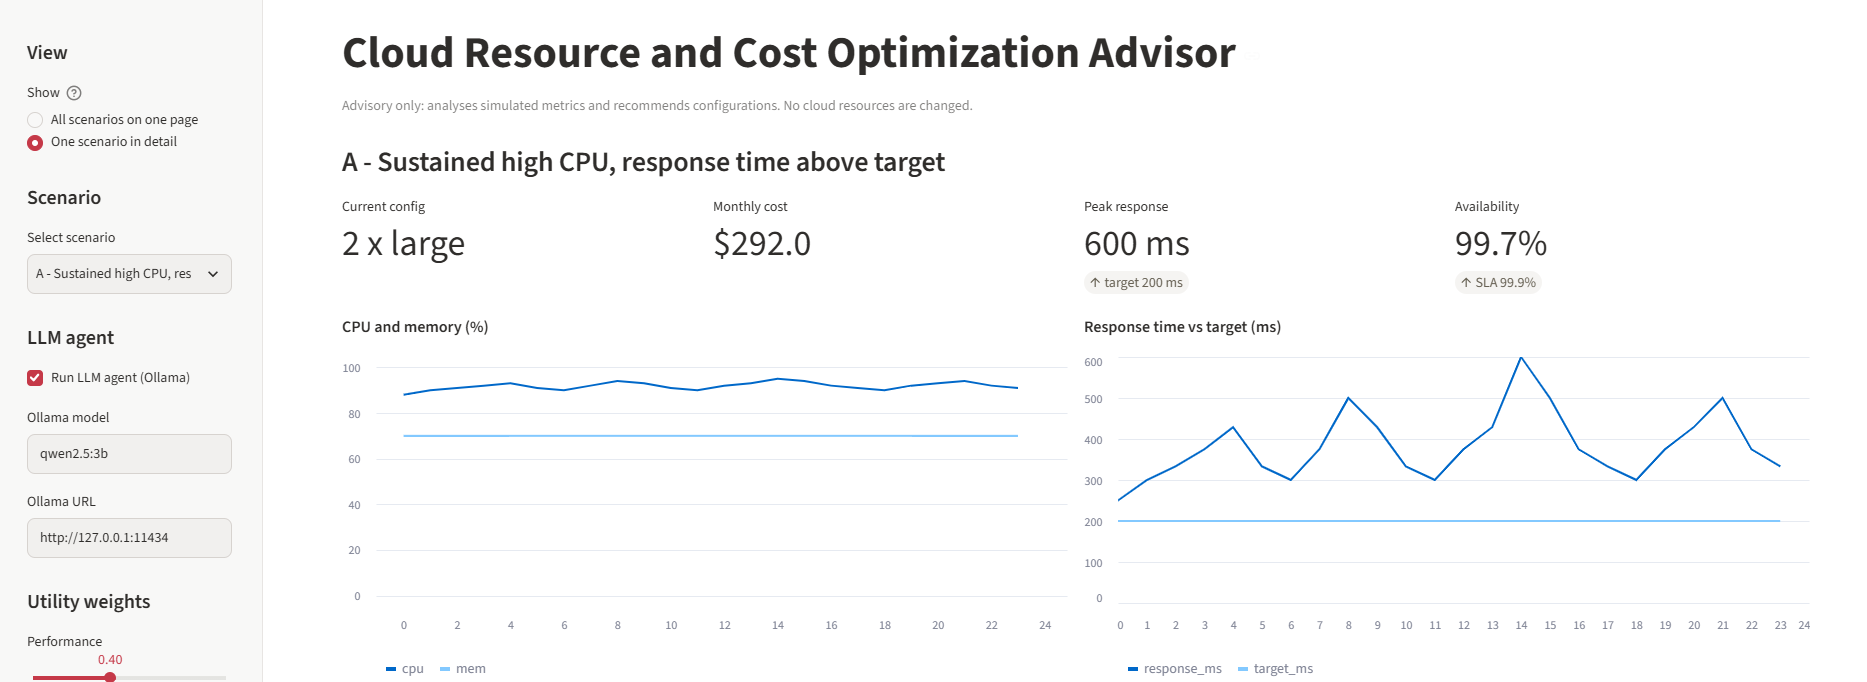 View
Show
All scenarios on one page
One scenario in detail
Scenario
Select scenario
A - Sustained high CPU, res
LLM agent
Run LLM agent (Ollama)
Ollama model
qwen2.5:3b
Ollama URL
http://127.0.0.1:11434
Utility weights
Performance
0.40
Cloud Resource and Cost Optimization Advisor
Advisory only: analyses simulated metrics and recommends configurations. No cloud resources are changed.
A - Sustained high CPU, response time above target
Current config
2 x large
Monthly cost
$292.0
Peak response
600 ms
↑ target 200 ms
Availability
99.7%
↑ SLA 99.9%
CPU and memory (%)
100
80
60
40
20
0
0 2 4 6 8 10 12 14 16 18 20 22 24
cpu mem
Response time vs target (ms)
600
500
400
300
200
100
0
0 1 2 3 4 5 6 7 8 9 10 11 12 13 14 15 16 17 18 19 20 21 22 23 24
response_ms target_ms